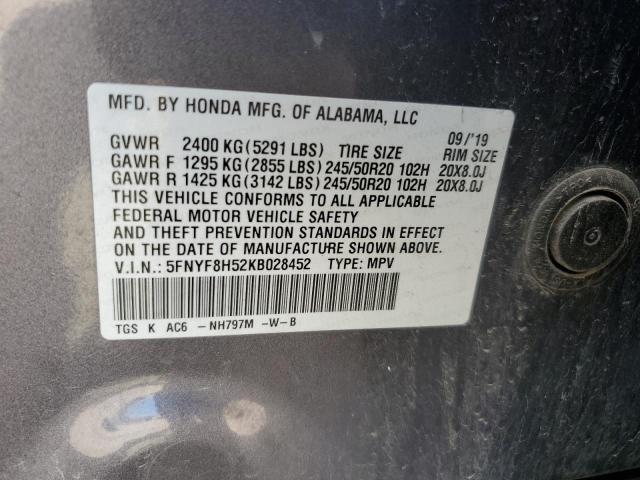 MFD. BY HONDA MFG. OF ALABAMA, LLC
09/'19
GVWR 2400 KG(5291 LBS) TIRE SIZE RIM SIZE
GAWR F 1295 KG(2855 LBS)245/50R20 102H 20X8.0J
GAWR R 1425 KG(3142 LBS)245/50R20 102H 20X8.0J
THIS VEHICLE CONFORMS TO ALL APPLICABLE
FEDERAL MOTOR VEHICLE SAFETY
AND THEFT PREVENTION STANDARDS IN EFFECT
ON THE DATE OF MANUFACTURE SHOWN ABOVE.
V.I.N.: 5FNYF8H52KB028452 TYPE: MPV
TGS K AC6 -NH797M -W-B